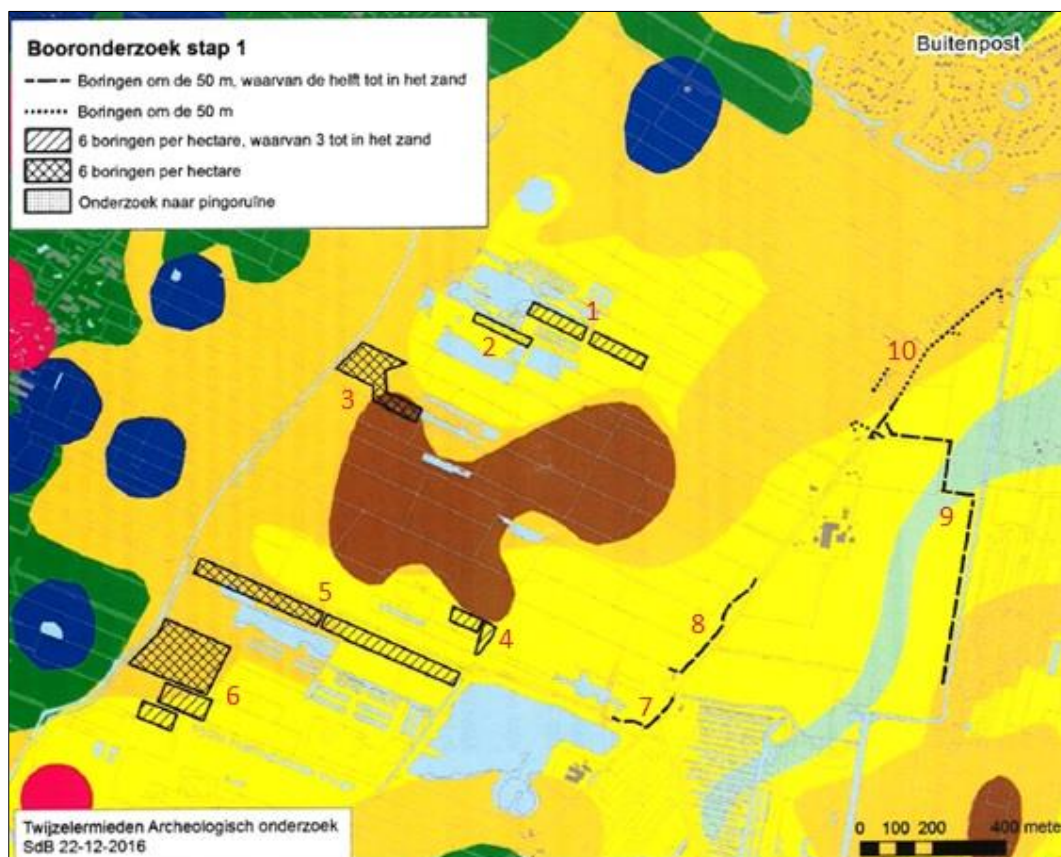 Booronderzoek stap 1
Boringen om de 50 m, waarvan de helft tot in het zand
Boringen om de 50 m
6 boringen per hectare, waarvan 3 tot in het zand
6 boringen per hectare
Onderzoek naar pingoruïne
Buitenpost
1
2
10
3
9
5
8
4
6
7
Twijzelermieden Archeologisch onderzoek
SdB 22-12-2016
0 100 200 400 mete